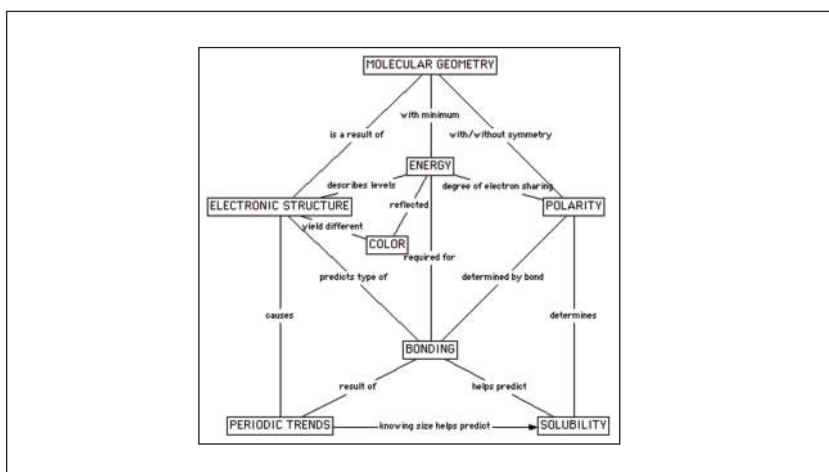 MOLECULAR GEOMETRY
with minimum
is a result of
with/without symmetry
ENERGY
describes levels
degree of electron sharing
ELECTRONIC STRUCTURE
reflected
POLARITY
yield different
COLOR
required for
predicts type of
determined by bond
causes
determines
BONDING
result of
helps predict
PERIODIC TRENDS
knowing size helps predict
SOLUBILITY